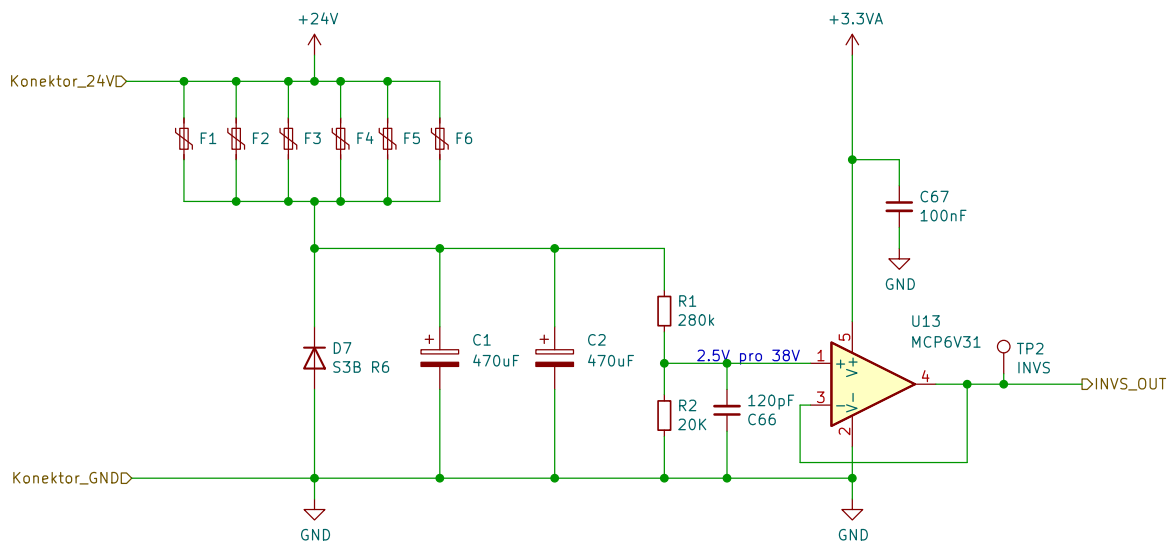 +24V
+3.3VA
Konektor_24V
F1 F2 F3 F4 F5 F6
C67
100nF
GND
R1
280k
U13
MCP6V31
D7
S3B R6
C1
470uF
C2
470uF
2.5V pro 38V
1
+
5
V+
4
3
-
V-
2
TP2
INVS
INVS_OUT
R2
20K
120pF
C66
+
+
Konektor_GND
GND
GND